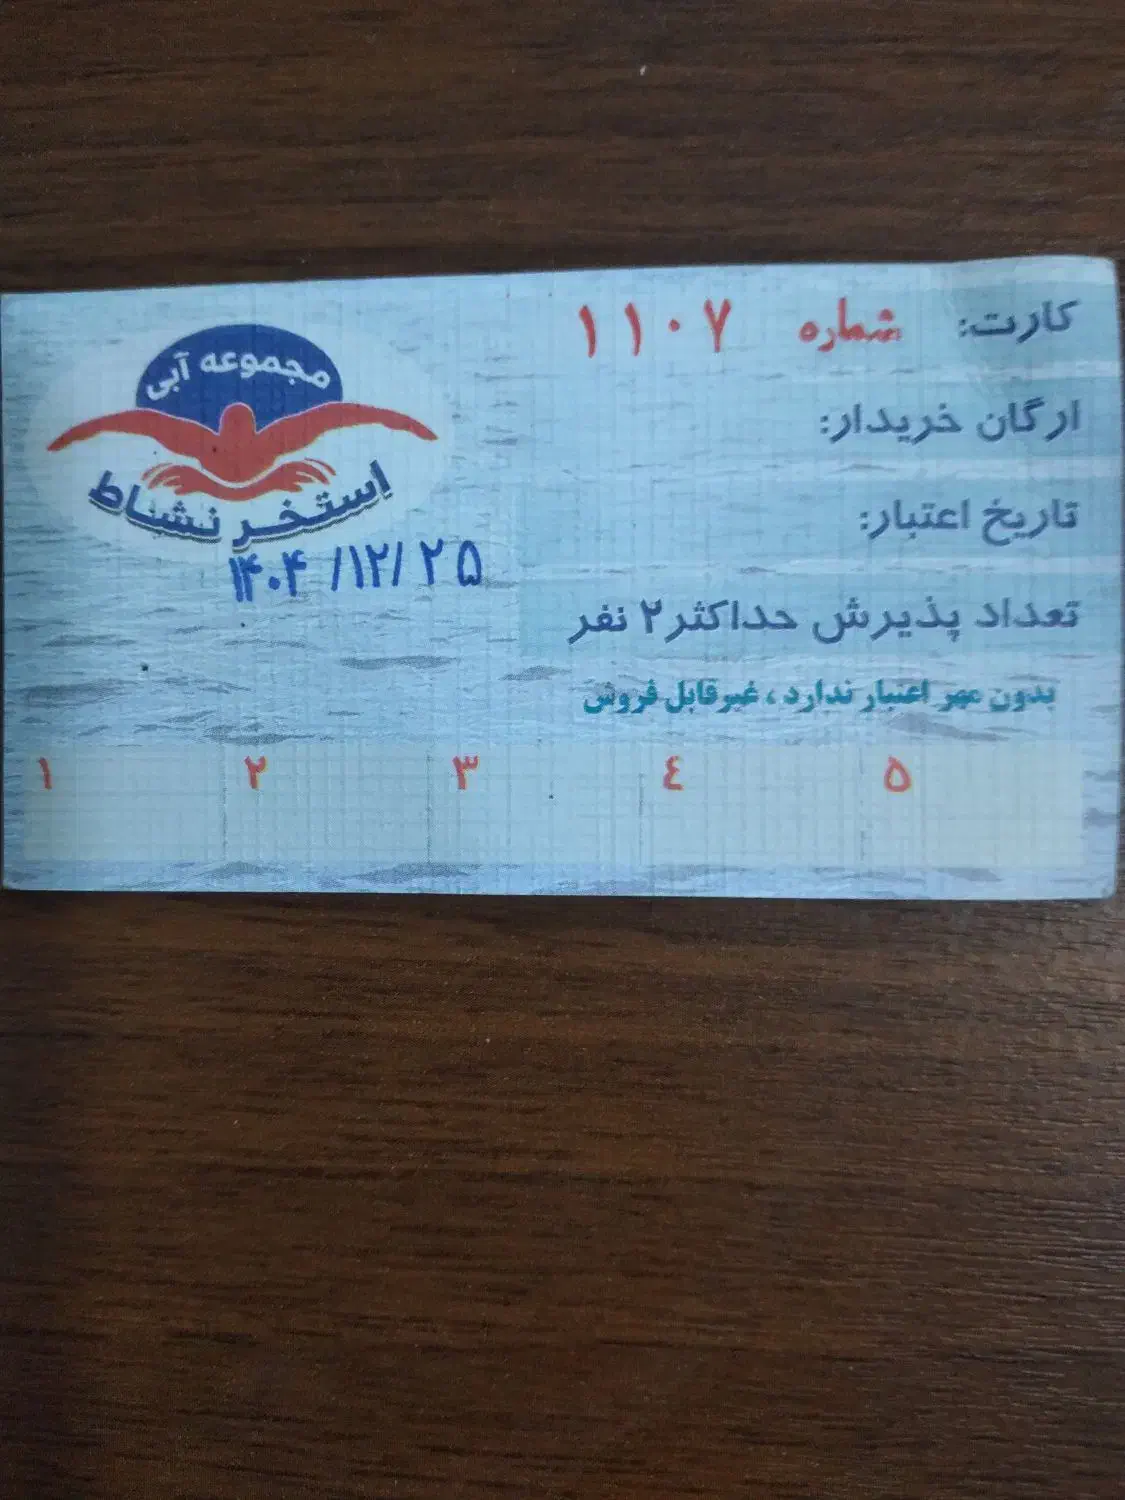 کارت: شماره ۱۱۰۷
ارگان خریدار:
تاریخ اعتبار:
تعداد پذیرش حداکثر ۲ نفر
بدون مهر اعتبار ندارد ، غیرقابل فروش
مجموعه آبی
استخر نشاط
۱۴۰۴/۱۲/۲۵
۱ ۲ ۳ ٤ ۵